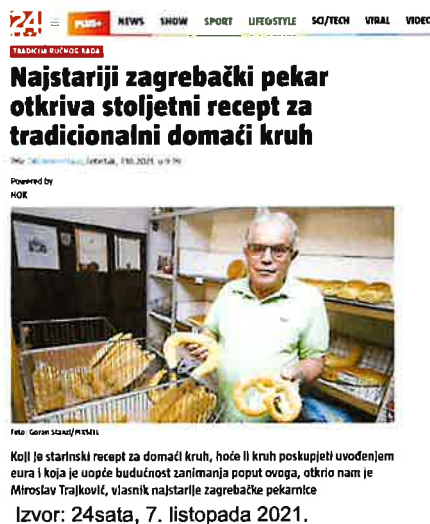 24
PLUS+ NEWS SHOW SPORT LIFE&STYLE SCI/TECH VIRAL VIDEO
TRADICIJA RUČNOG RADA
Najstariji zagrebački pekar
otkriva stoljetni recept za
tradicionalni domaći kruh
Powered by
HOK
Foto: Goran Stanzl/PIXSELL
Koji je starinski recept za domaći kruh, hoće li kruh poskupjeti uvođenjem
eura i koja je uopće budućnost zanimanja poput ovoga, otkrio nam je
Miroslav Trajković, vlasnik najstarije zagrebačke pekarnice
Izvor: 24sata, 7. listopada 2021.